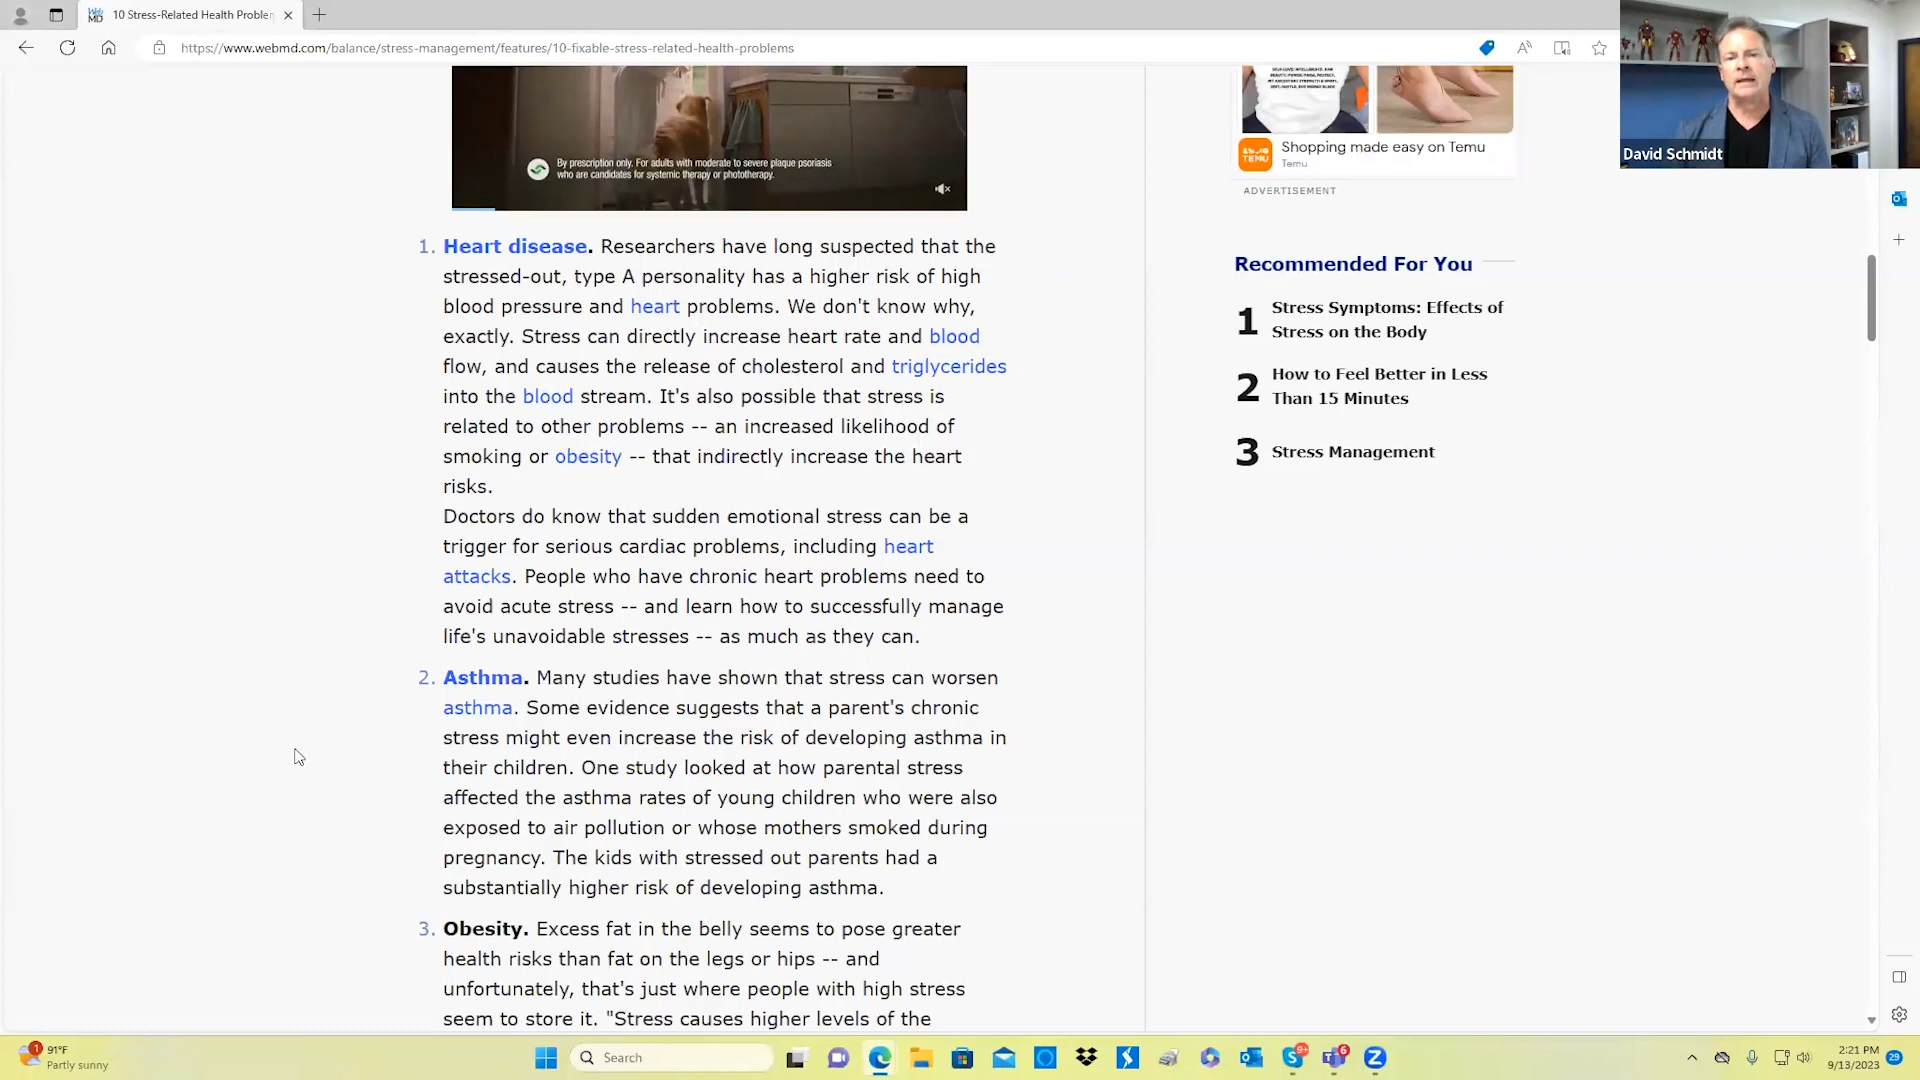 Web
MD
10 Stress-Related Health Proble
https://www.webmd.com/balance/stress-management/features/10-fixable-stress-related-health-problems
David Schmidt
By prescription only. For adults with moderate to severe plaque psoriasis
who are candidates for systemic therapy or phototherapy.
TEMU
Shopping made easy on Temu
Temu
ADVERTISEMENT
1. Heart disease. Researchers have long suspected that the
stressed-out, type A personality has a higher risk of high
blood pressure and heart problems. We don't know why,
exactly. Stress can directly increase heart rate and blood
flow, and causes the release of cholesterol and triglycerides
into the blood stream. It's also possible that stress is
related to other problems -- an increased likelihood of
smoking or obesity -- that indirectly increase the heart
risks.
Doctors do know that sudden emotional stress can be a
trigger for serious cardiac problems, including heart
attacks. People who have chronic heart problems need to
avoid acute stress -- and learn how to successfully manage
life's unavoidable stresses -- as much as they can.
2. Asthma. Many studies have shown that stress can worsen
asthma. Some evidence suggests that a parent's chronic
stress might even increase the risk of developing asthma in
their children. One study looked at how parental stress
affected the asthma rates of young children who were also
exposed to air pollution or whose mothers smoked during
pregnancy. The kids with stressed out parents had a
substantially higher risk of developing asthma.
3. Obesity. Excess fat in the belly seems to pose greater
health risks than fat on the legs or hips -- and
unfortunately, that's just where people with high stress
seem to store it. "Stress causes higher levels of the
Recommended For You
1 Stress Symptoms: Effects of
Stress on the Body
2 How to Feel Better in Less
Than 15 Minutes
3 Stress Management
1
91°F
Partly sunny
Search
9+
6
2:21 PM
9/13/2023
29